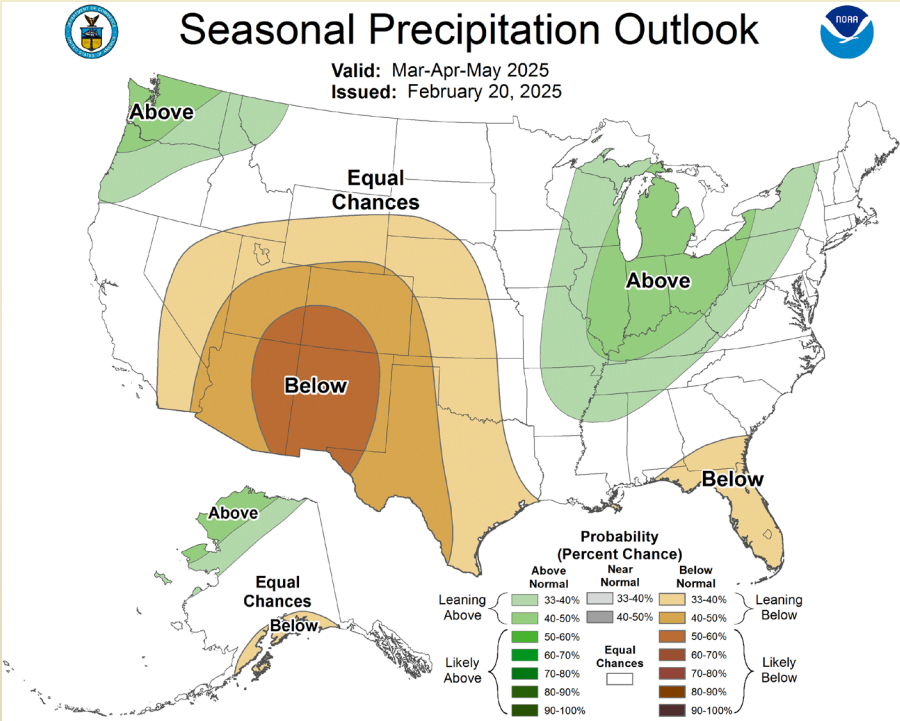 Seasonal Precipitation Outlook
Valid: Mar-Apr-May 2025
Issued: February 20, 2025
NOAA
Above
Equal
Chances
Above
Below
Below
Above
Equal
Chances
Below
Probability
(Percent Chance)
Above
Normal
Near
Normal
Below
Normal
Leaning
Above
33-40%
33-40%
33-40%
Leaning
Below
40-50%
40-50%
40-50%
50-60%
50-60%
Likely
Above
60-70%
Equal
Chances
60-70%
Likely
Below
70-80%
70-80%
80-90%
80-90%
90-100%
90-100%